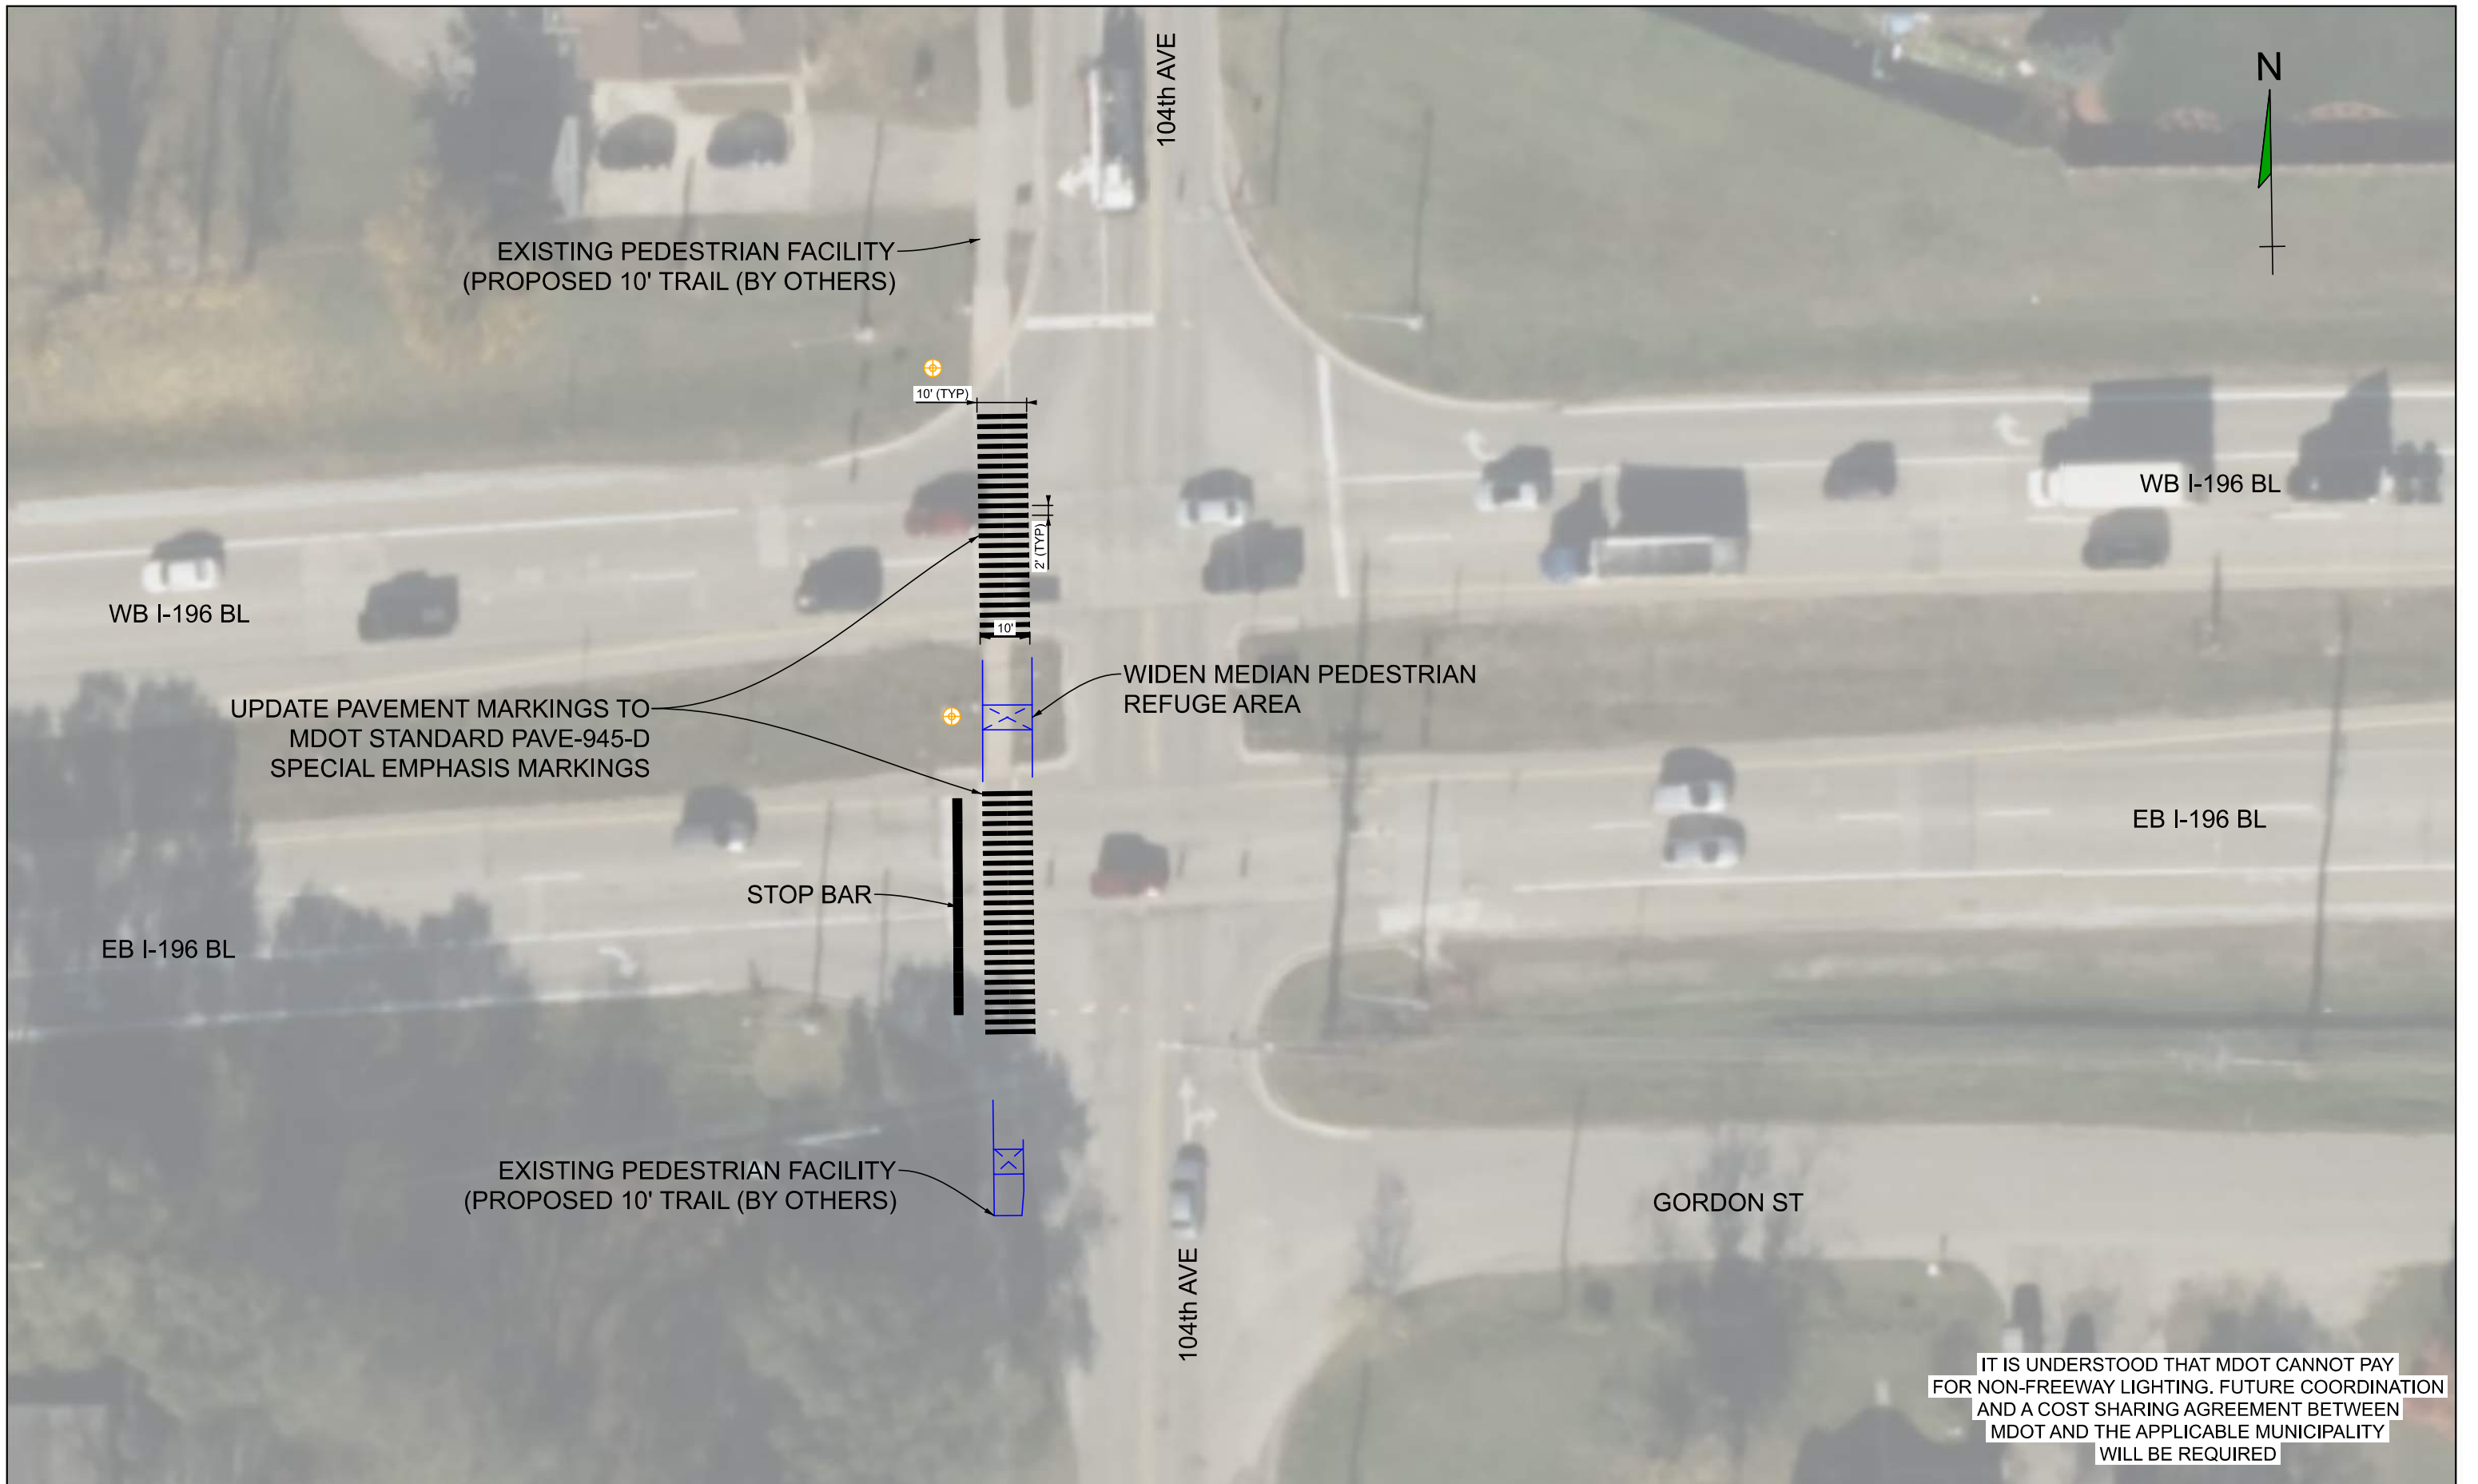 104th AVE
N
EXISTING PEDESTRIAN FACILITY
(PROPOSED 10' TRAIL (BY OTHERS)
10' (TYP)
WB I-196 BL
2' (TYP)
WB I-196 BL
10'
WIDEN MEDIAN PEDESTRIAN
REFUGE AREA
UPDATE PAVEMENT MARKINGS TO
MDOT STANDARD PAVE-945-D
SPECIAL EMPHASIS MARKINGS
EB I-196 BL
STOP BAR
EB I-196 BL
EXISTING PEDESTRIAN FACILITY
(PROPOSED 10' TRAIL (BY OTHERS)
GORDON ST
104th AVE
IT IS UNDERSTOOD THAT MDOT CANNOT PAY
FOR NON-FREEWAY LIGHTING. FUTURE COORDINATION
AND A COST SHARING AGREEMENT BETWEEN
MDOT AND THE APPLICABLE MUNICIPALITY
WILL BE REQUIRED